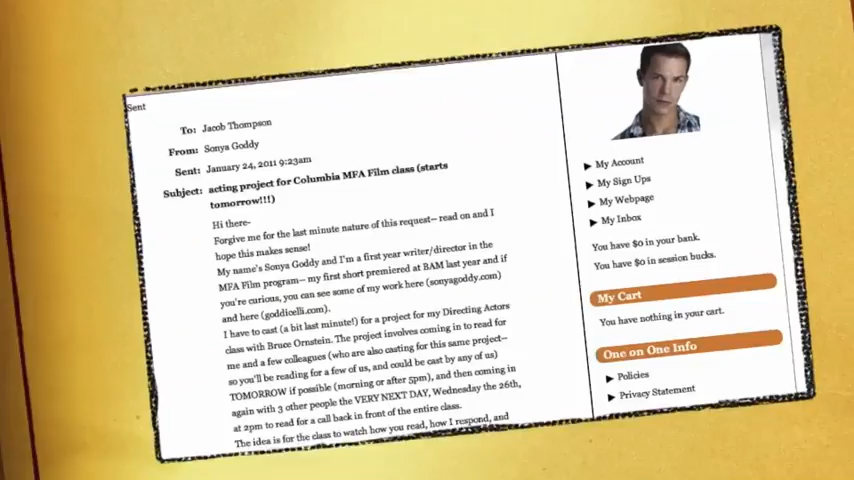 Sent
To: Jacob Thompson
From: Sonya Goddy
Sent: January 24, 2011 9:23am
Subject: acting project for Columbia MFA Film class (starts
tomorrow!!!)
Hi there-
Forgive me for the last minute nature of this request-- read on and I
hope this makes sense!
My name's Sonya Goddy and I'm a first year writer/director in the
MFA Film program-- my first short premiered at BAM last year and if
you're curious, you can see some of my work here (sonyagoddy.com)
and here (goddicelli.com).
I have to cast (a bit last minute!) for a project for my Directing Actors
class with Bruce Ornstein. The project involves coming in to read for
me and a few colleagues (who are also casting for this same project--
so you'll be reading for a few of us, and could be cast by any of us)
TOMORROW if possible (morning or after 5pm), and then coming in
again with 3 other people the VERY NEXT DAY, Wednesday the 26th,
at 2pm to read for a call back in front of the entire class.
The idea is for the class to watch how you read, how I respond, and
My Account
My Sign Ups
My Webpage
My Inbox
You have $0 in your bank.
You have $0 in session bucks.
My Cart
You have nothing in your cart.
One on One Info
Policies
Privacy Statement